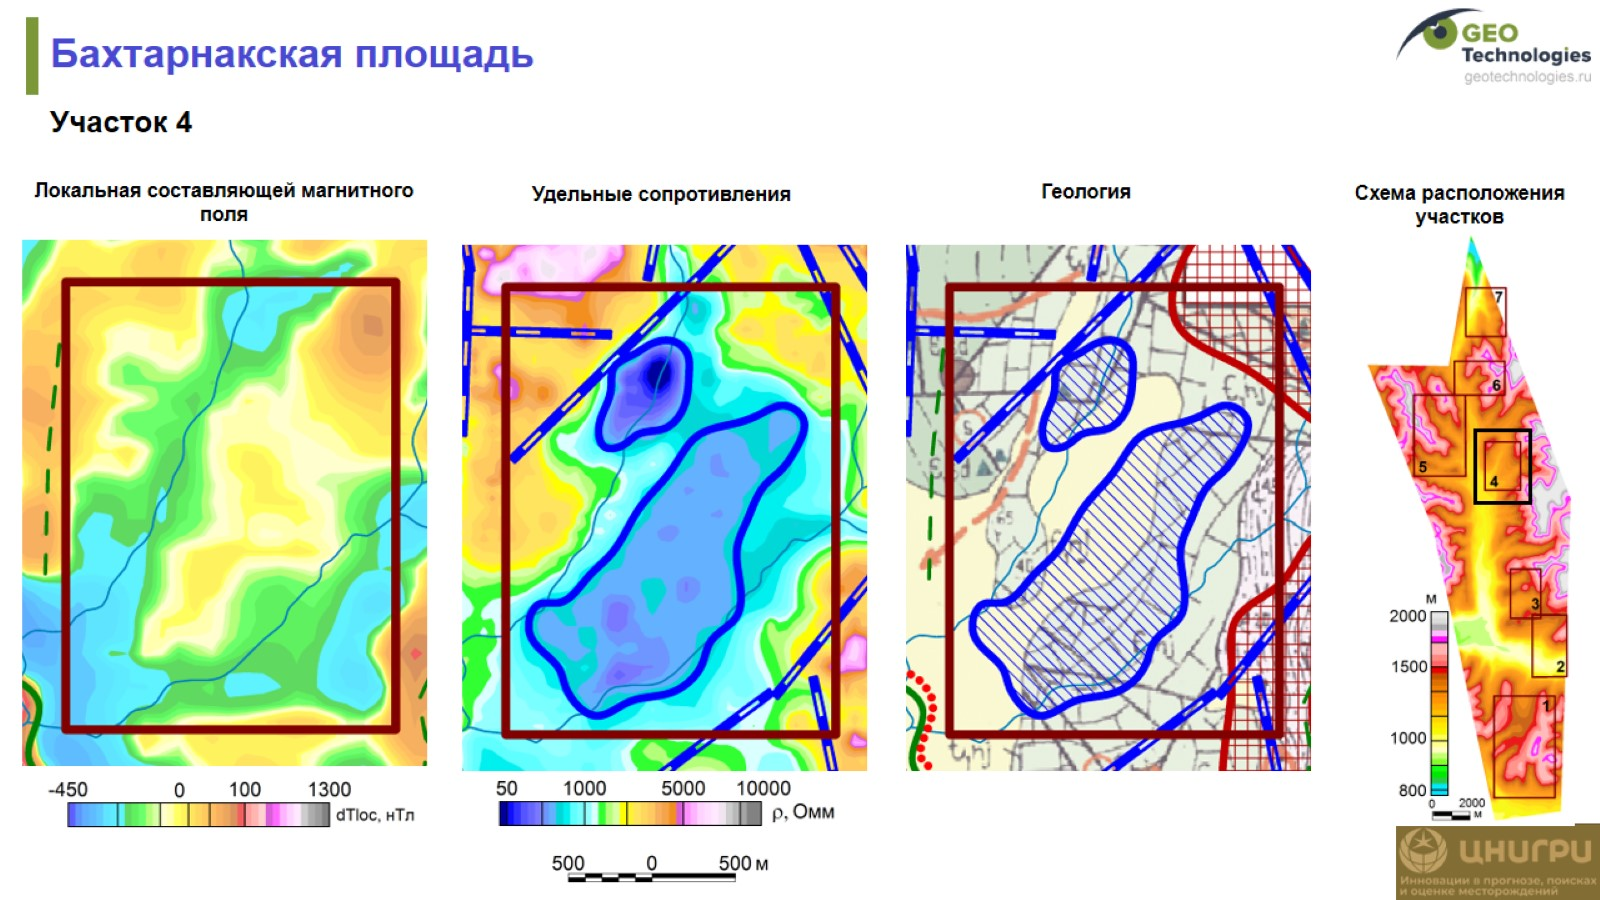 Бахтарнакская площадь
GEO
Technologies
geotechnologies.ru
Участок 4
Локальная составляющей магнитного
поля
Удельные сопротивления
Геология
Схема расположения
участков
7
6
5
4
3
2
1
м
2000
1500
1000
800
0 2000
м
-450 0 100 1300
dTloc, нТл
50 1000 5000 10000
ρ, Омм
500 0 500 м
ЦНИГРИ
Инновации в прогнозе, поисках
и оценке месторождений